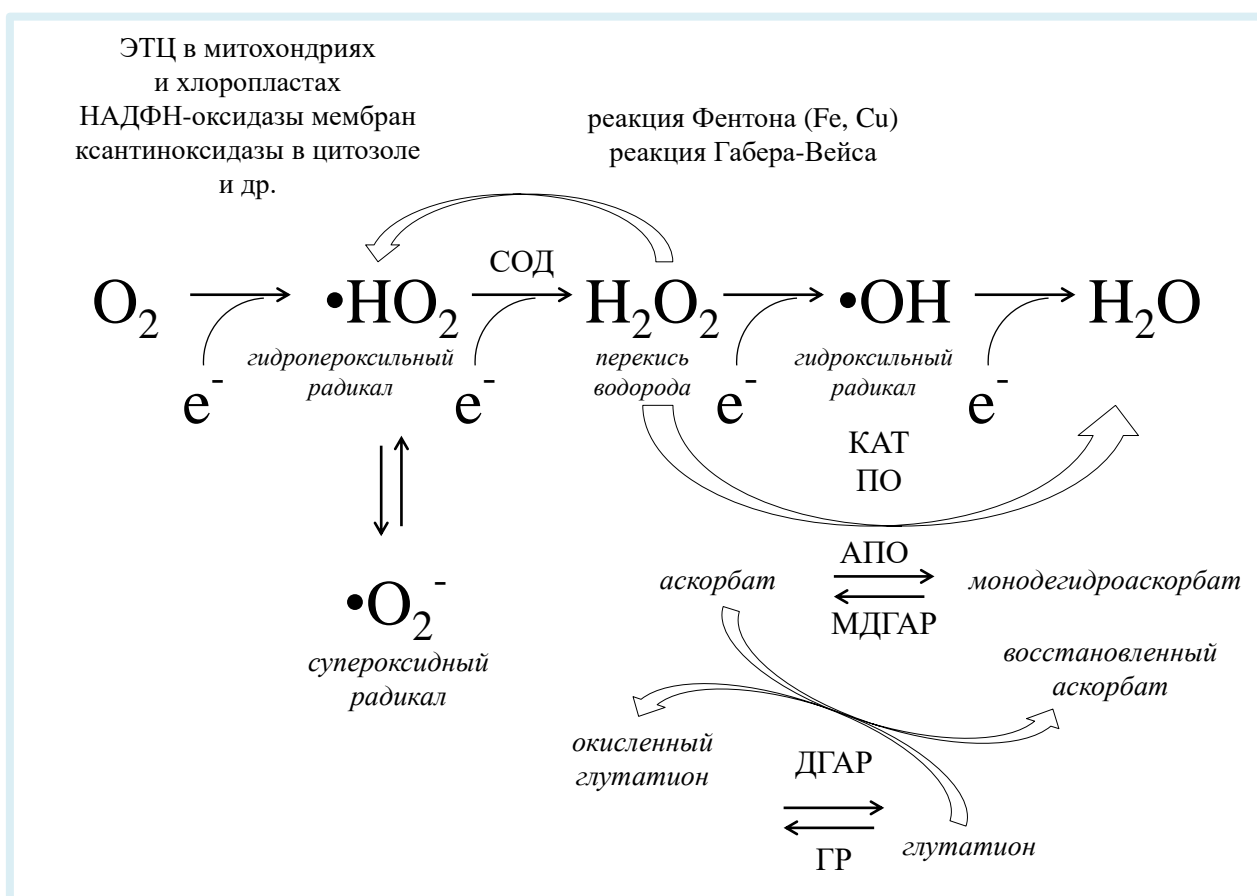 ЭТЦ в митохондриях
и хлоропластах
НАДФН-оксидазы мембран
ксантиноксидазы в цитозоле
и др.
реакция Фентона (Fe, Cu)
реакция Габера-Вейса
СОД
O₂
•HO₂
H₂O₂
•OH
H₂O
гидропероксильный
радикал
перекись
водорода
гидроксильный
радикал
e⁻
e⁻
e⁻
e⁻
КАТ
ПО
•O₂⁻
супероксидный
радикал
АПО
аскорбат
монодегидроаскорбат
МДГАР
восстановленный
аскорбат
окисленный
глутатион
ДГАР
ГР
глутатион